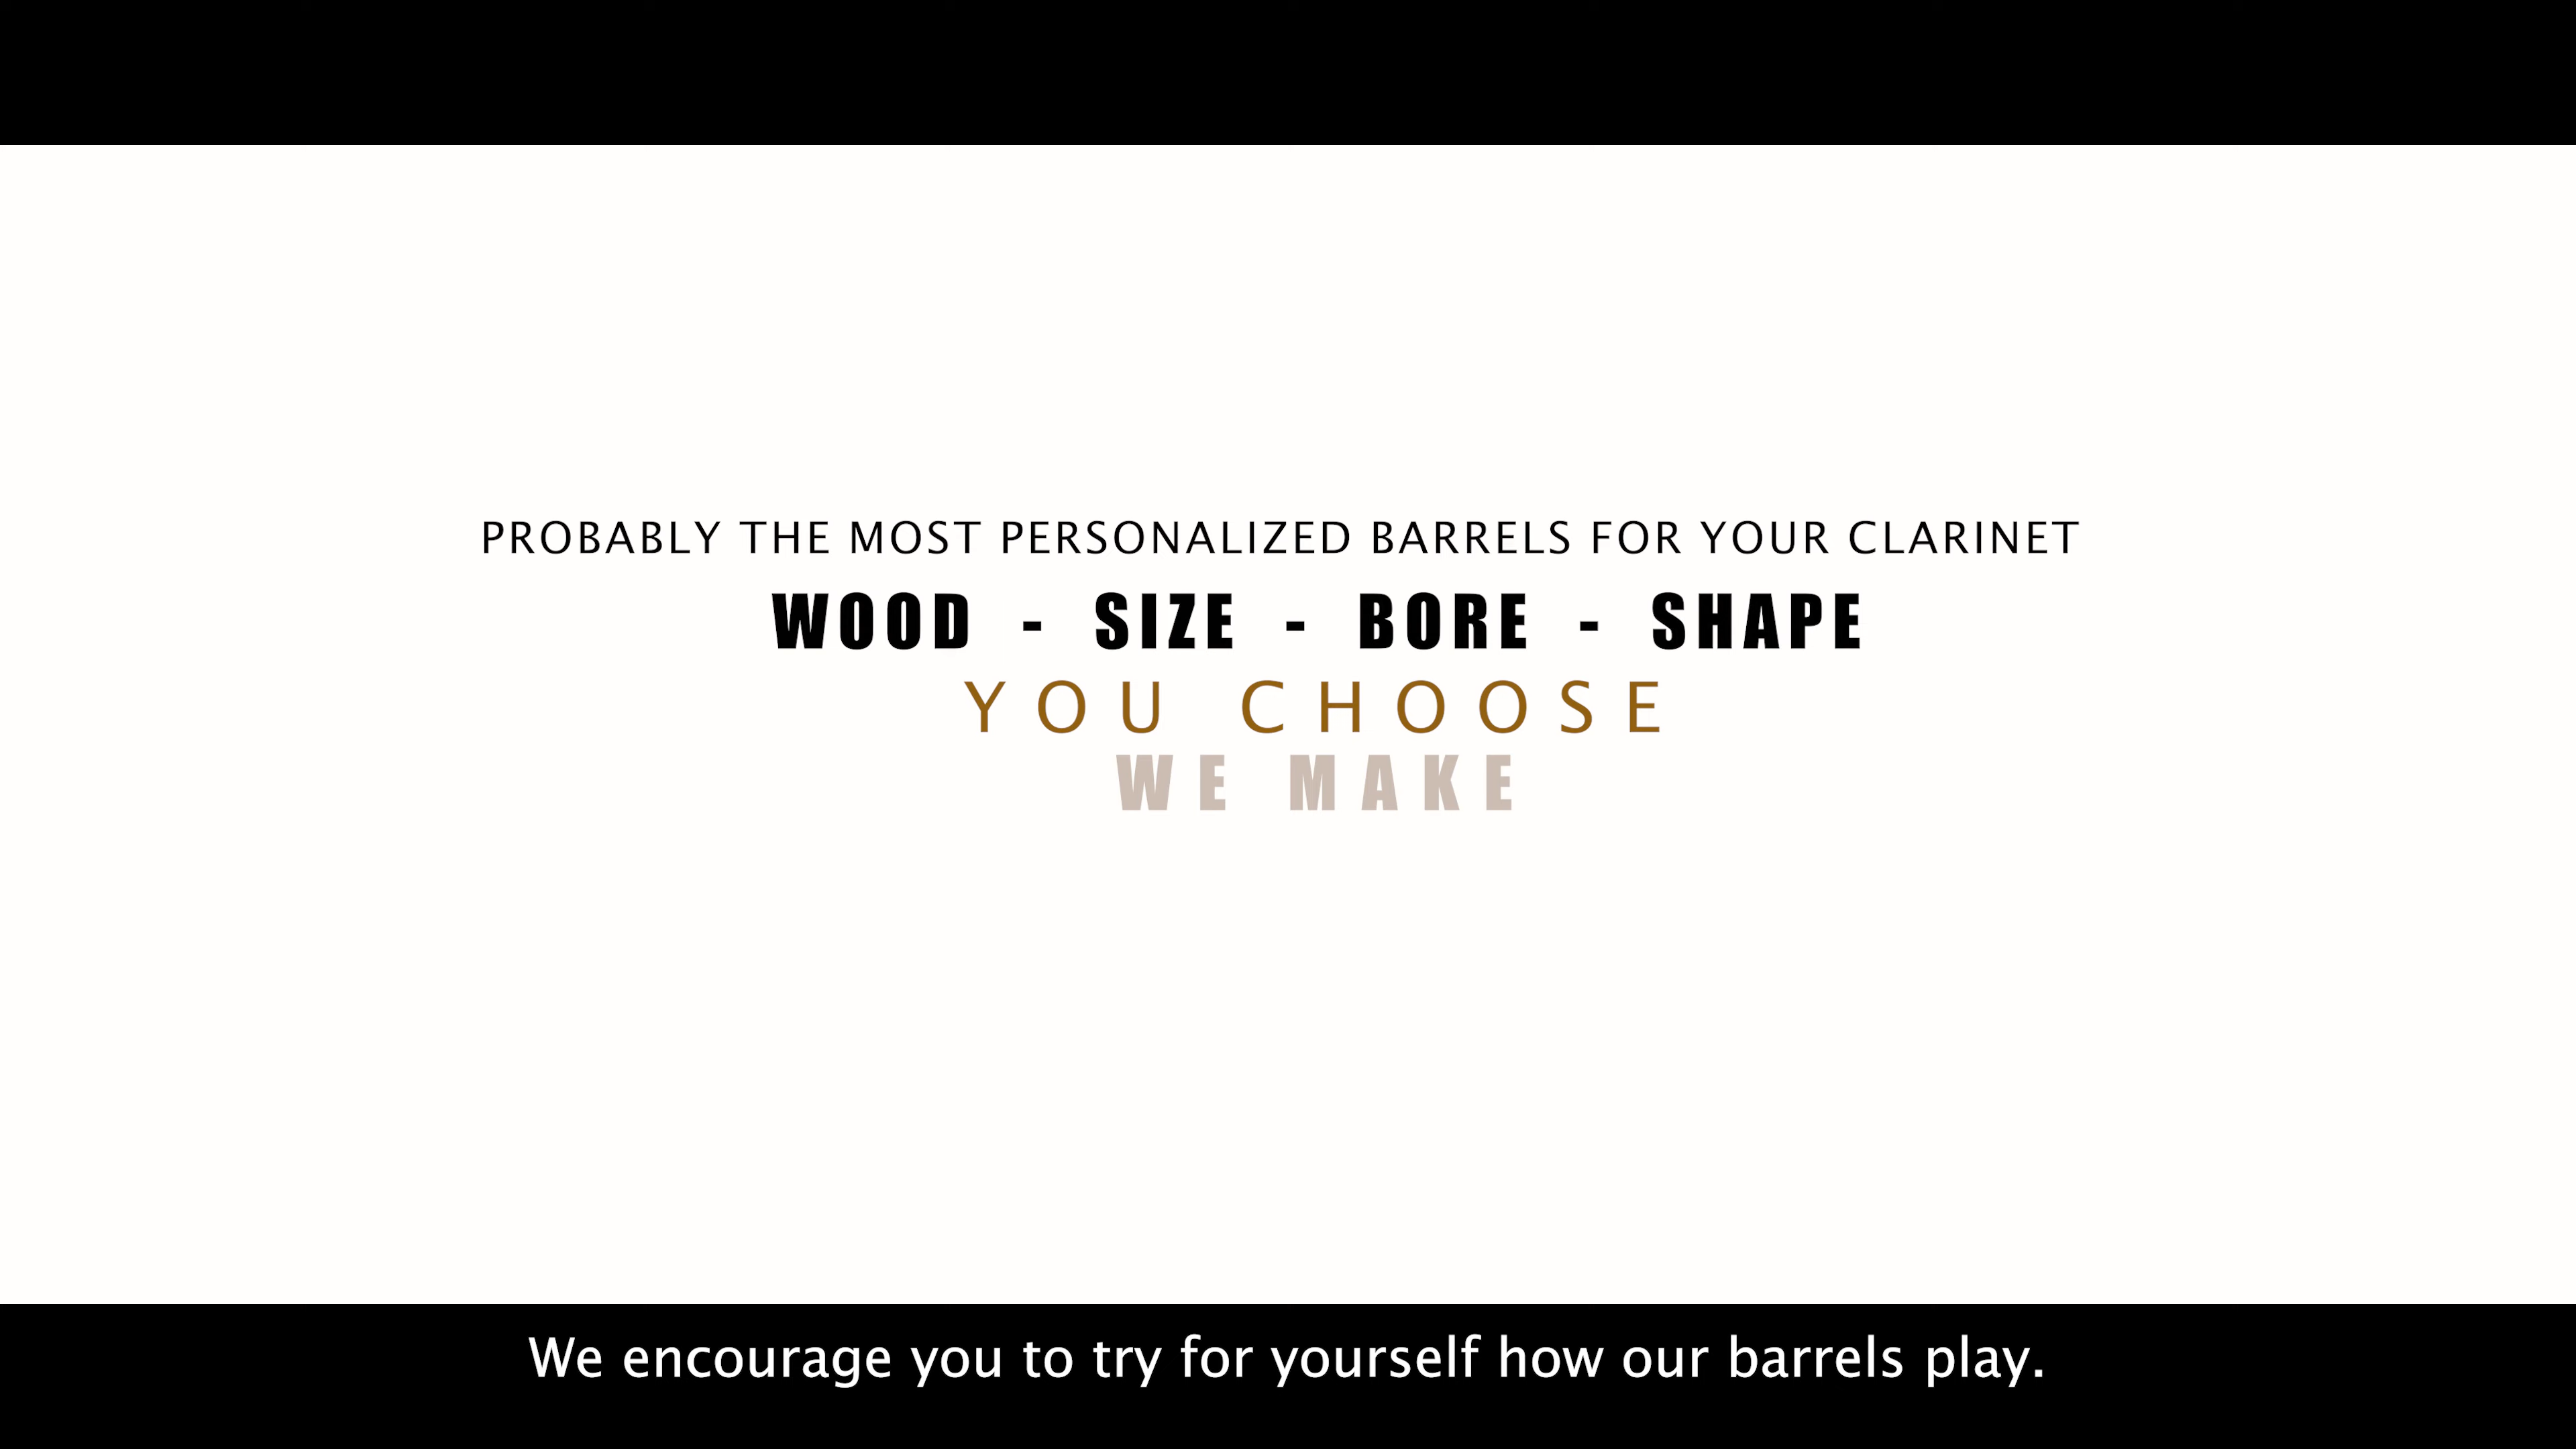 PROBABLY THE MOST PERSONALIZED BARRELS FOR YOUR CLARINET
WOOD - SIZE - BORE - SHAPE
YOU CHOOSE
WE MAKE
We encourage you to try for yourself how our barrels play.